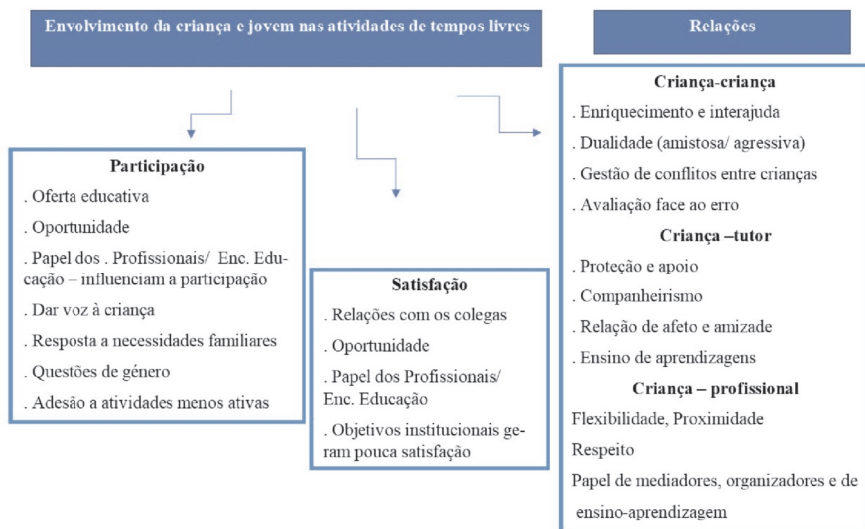 Envolvimento da criança e jovem nas atividades de tempos livres
Participação
. Oferta educativa
. Oportunidade
. Papel dos . Profissionais/ Enc. Edu-
cação – influenciam a participação
. Dar voz à criança
. Resposta a necessidades familiares
. Questões de género
. Adesão a atividades menos ativas
Satisfação
. Relações com os colegas
. Oportunidade
. Papel dos Profissionais/
Enc. Educação
. Objetivos institucionais ge-
ram pouca satisfação
Relações
Criança-criança
. Enriquecimento e interajuda
. Dualidade (amistosa/ agressiva)
. Gestão de conflitos entre crianças
. Avaliação face ao erro
Criança –tutor
. Proteção e apoio
. Companheirismo
. Relação de afeto e amizade
. Ensino de aprendizagens
Criança – profissional
Flexibilidade, Proximidade
Respeito
Papel de mediadores, organizadores e de
ensino-aprendizagem